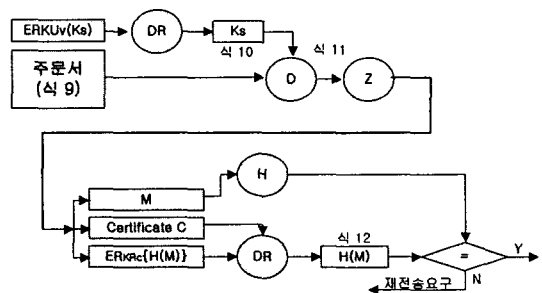 ERKUv(Ks)
DR
Ks
식 10
식 11
주문서
(식 9)
D
Z
H
M
Certificate C
ERKRc{H(M)}
DR
식 12
H(M)
=
Y
N
재전송요구